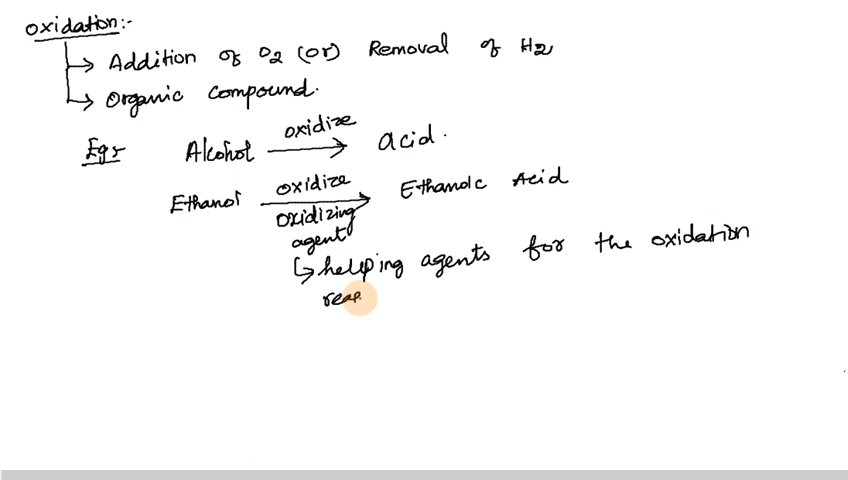 Oxidation:-
→ Addition of O2 (or) Removal of H2
→ Organic Compound.
Eg:- Alcohol oxidize → acid.
Ethanol oxidize → Ethanoic Acid
oxidizing
agent
↳ helping agents for the oxidation